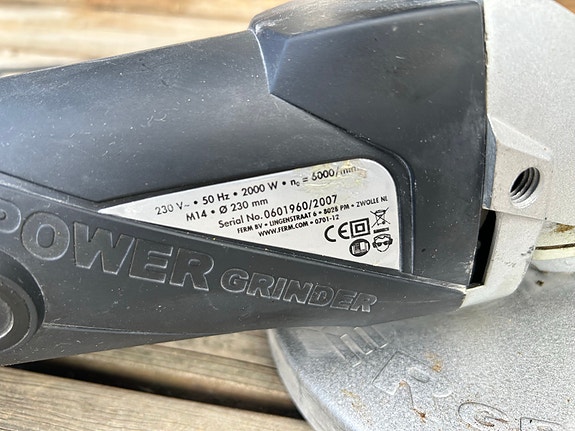 230 V~ • 50 Hz • 2000 W • n₀ = 6000/min
M14 • Ø 230 mm
Serial No. 0601960/2007
FERM BV • LINGENSTRAAT 6 • 8028 PM • ZWOLLE NL
WWW.FERM.COM • 0701-12
CE
POWER GRINDER